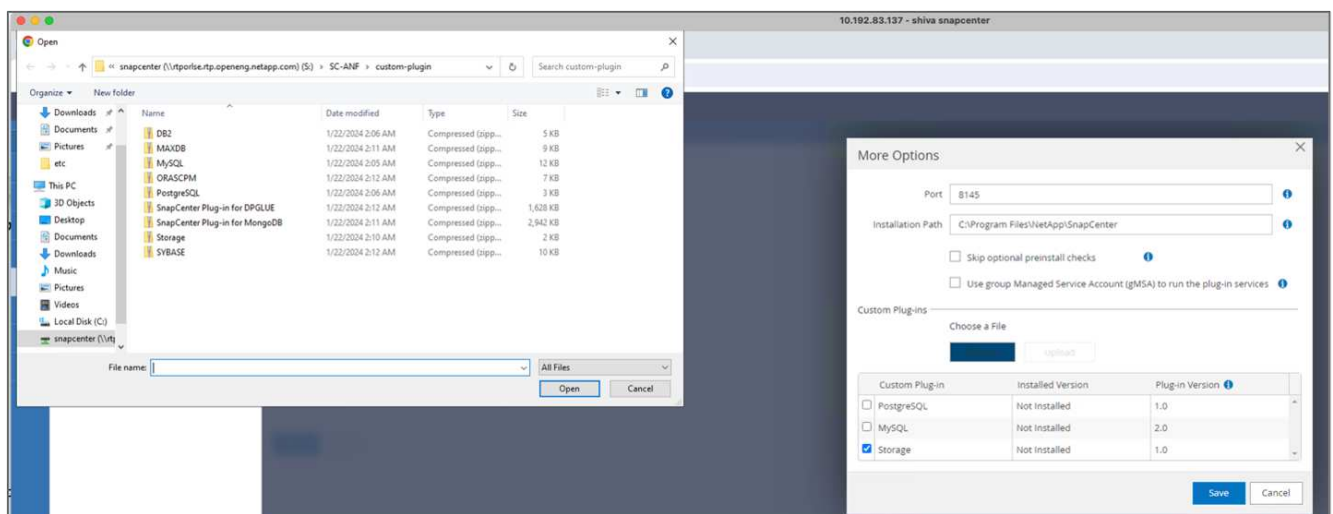 10.192.83.137 - shiva snapcenter
Open
« snapcenter (\\rtporlse.rtp.openeng.netapp.com) (S:) > SC-ANF > custom-plugin
Search custom-plugin
Organize
New folder
Name Date modified Type Size
Downloads
Documents
Pictures
etc
This PC
3D Objects
Desktop
Documents
Downloads
Music
Pictures
Videos
Local Disk (C:)
snapcenter (\\rtp
DB2 1/22/2024 2:06 AM Compressed (zipp... 5 KB
MAXDB 1/22/2024 2:11 AM Compressed (zipp... 9 KB
MySQL 1/22/2024 2:05 AM Compressed (zipp... 12 KB
ORASCPM 1/22/2024 2:12 AM Compressed (zipp... 7 KB
PostgreSQL 1/22/2024 2:06 AM Compressed (zipp... 3 KB
SnapCenter Plug-in for DPGLUE 1/22/2024 2:12 AM Compressed (zipp... 1,628 KB
SnapCenter Plug-in for MongoDB 1/22/2024 2:11 AM Compressed (zipp... 2,942 KB
Storage 1/22/2024 2:10 AM Compressed (zipp... 2 KB
SYBASE 1/22/2024 2:12 AM Compressed (zipp... 10 KB
File name:
All Files
Open Cancel
More Options
Port 8145
Installation Path C:\Program Files\NetApp\SnapCenter
Skip optional preinstall checks
Use group Managed Service Account (gMSA) to run the plug-in services
Custom Plug-ins
Choose a File
Upload
Custom Plug-in Installed Version Plug-in Version
PostgreSQL Not Installed 1.0
MySQL Not Installed 2.0
Storage Not Installed 1.0
Save Cancel